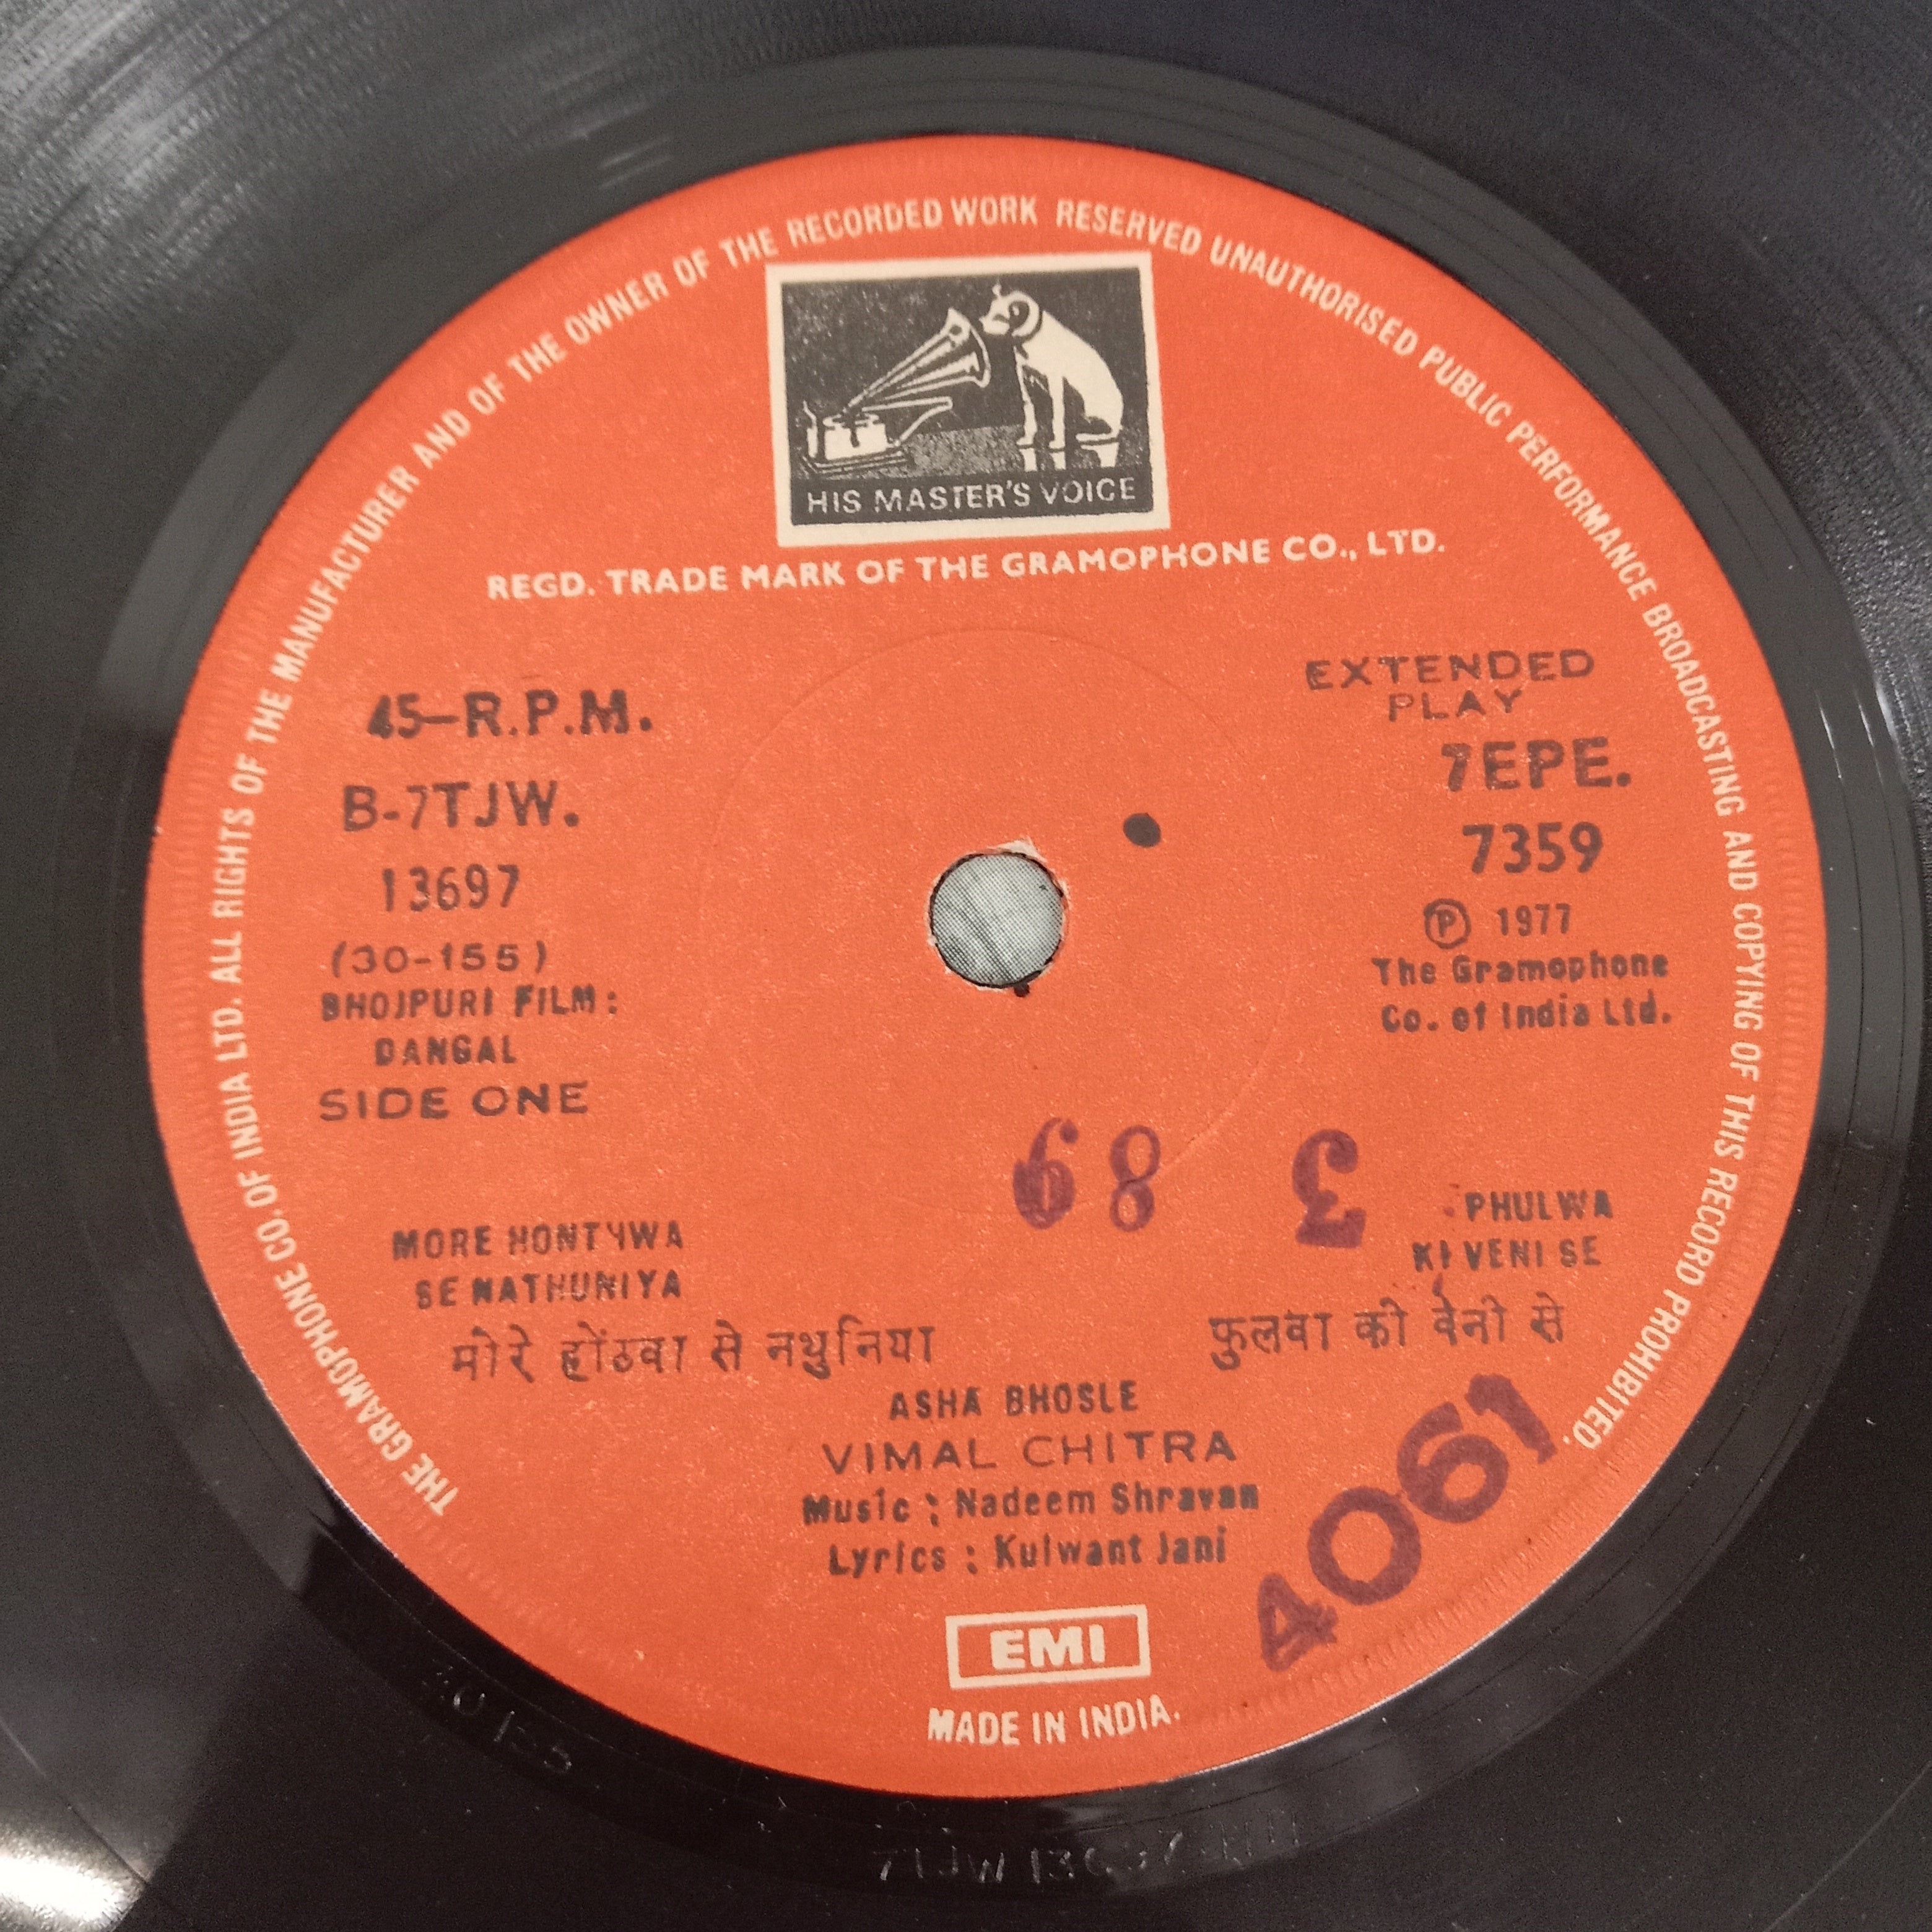 THE GRAMOPHONE CO. OF INDIA LTD. ALL RIGHTS OF THE MANUFACTURER AND OF THE OWNER OF THE RECORDED WORK RESERVED UNAUTHORISED PUBLIC PERFORMANCE BROADCASTING AND COPYING OF THIS RECORD PROHIBITED.
HIS MASTER'S VOICE
REGD. TRADE MARK OF THE GRAMOPHONE CO., LTD.
45-R.P.M.
B-7TJW.
13697
(30-155)
BHOJPURI FILM :
DANGAL
SIDE ONE
EXTENDED
PLAY
7EPE.
7359
Ⓟ 1977
The Gramophone
Co. of India Ltd.
68 £
MORE HONTHWA
SE NATHUNIYA
मोरे होंठवा से नथुनिया
PHULWA
KI VENI SE
फुलवा की वेनी से
ASHA BHOSLE
VIMAL CHITRA
Music : Nadeem Shravan
Lyrics : Kulwant Jani
4061
EMI
MADE IN INDIA.